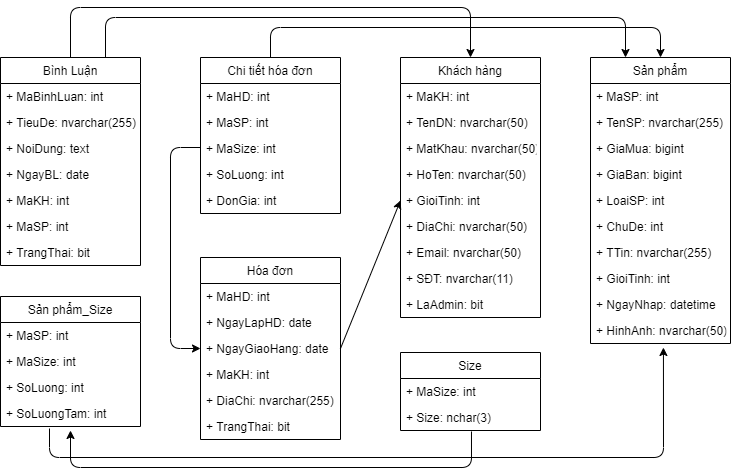 Bình Luận
+ MaBinhLuan: int
+ TieuDe: nvarchar(255)
+ NoiDung: text
+ NgayBL: date
+ MaKH: int
+ MaSP: int
+ TrangThai: bit
Chi tiết hóa đơn
+ MaHD: int
+ MaSP: int
+ MaSize: int
+ SoLuong: int
+ DonGia: int
Khách hàng
+ MaKH: int
+ TenDN: nvarchar(50)
+ MatKhau: nvarchar(50)
+ HoTen: nvarchar(50)
+ GioiTinh: int
+ DiaChi: nvarchar(50)
+ Email: nvarchar(50)
+ SĐT: nvarchar(11)
+ LaAdmin: bit
Sản phẩm
+ MaSP: int
+ TenSP: nvarchar(255)
+ GiaMua: bigint
+ GiaBan: bigint
+ LoaiSP: int
+ ChuDe: int
+ TTin: nvarchar(255)
+ GioiTinh: int
+ NgayNhap: datetime
+ HinhAnh: nvarchar(50)
Sản phẩm_Size
+ MaSP: int
+ MaSize: int
+ SoLuong: int
+ SoLuongTam: int
Hóa đơn
+ MaHD: int
+ NgayLapHD: date
+ NgayGiaoHang: date
+ MaKH: int
+ DiaChi: nvarchar(255)
+ TrangThai: bit
Size
+ MaSize: int
+ Size: nchar(3)